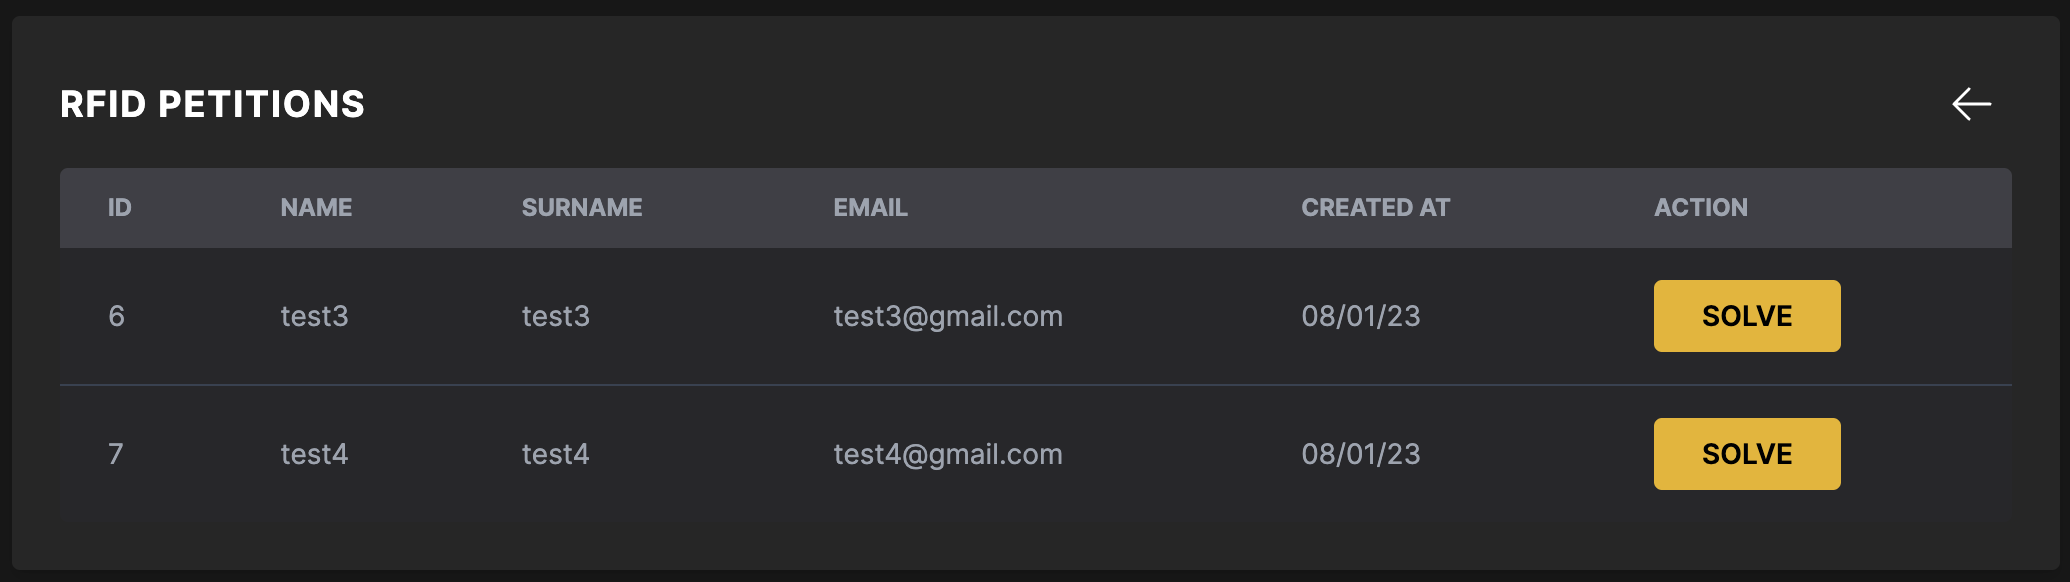 RFID PETITIONS
ID NAME SURNAME EMAIL CREATED AT ACTION
6 test3 test3 test3@gmail.com 08/01/23 SOLVE
7 test4 test4 test4@gmail.com 08/01/23 SOLVE